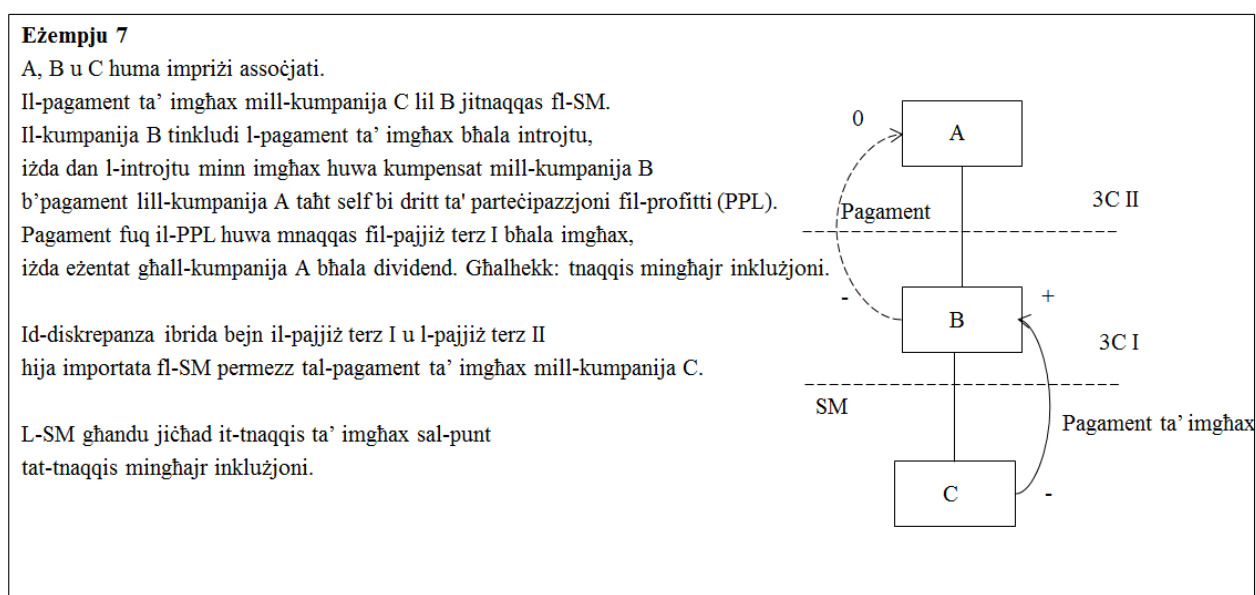 Eżempju 7
A, B u C huma impriżi assoċjati.
Il-pagament ta’ imgħax mill-kumpanija C lil B jitnaqqas fl-SM.
Il-kumpanija B tinkludi l-pagament ta’ imgħax bħala introjtu,
iżda dan l-introjtu minn imgħax huwa kumpensat mill-kumpanija B
b’pagament lill-kumpanija A taħt self bi dritt ta' parteċipazzjoni fil-profitti (PPL).
Pagament fuq il-PPL huwa mnaqqas fil-pajjiż terz I bħala imgħax,
iżda eżentat għall-kumpanija A bħala dividend. Għalhekk: tnaqqis mingħajr inklużjoni.
Id-diskrepanza ibrida bejn il-pajjiż terz I u l-pajjiż terz II
hija importata fl-SM permezz tal-pagament ta’ imgħax mill-kumpanija C.
L-SM għandu jiċħad it-tnaqqis ta’ imgħax sal-punt
tat-tnaqqis mingħajr inklużjoni.
0
A
3C II
Pagament
-
+
B
3C I
SM
Pagament ta’ imgħax
C
-